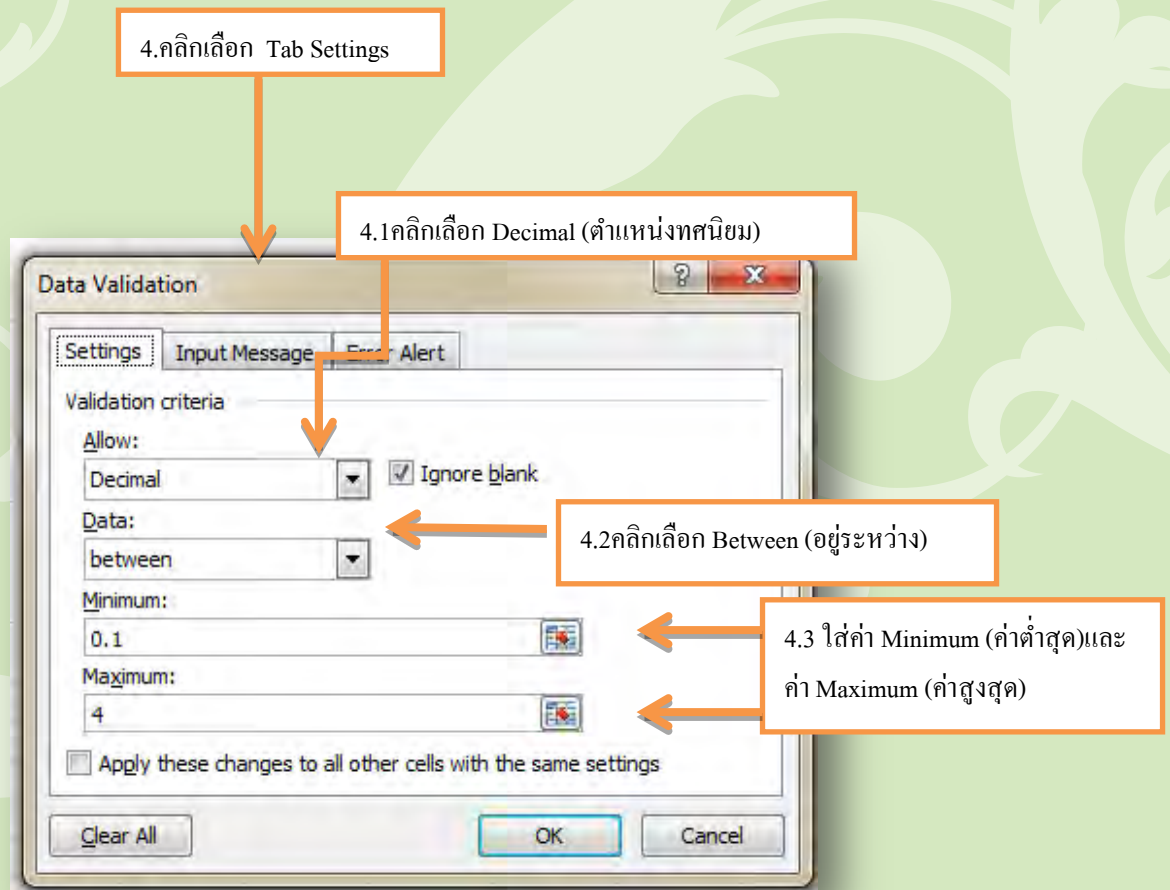 4.คลิกเลือก Tab Settings
4.1คลิกเลือก Decimal (ตำแหน่งทศนิยม)
Data Validation
Settings Input Message Error Alert
Validation criteria
Allow:
Decimal
Ignore blank
Data:
between
4.2คลิกเลือก Between (อยู่ระหว่าง)
Minimum:
0.1
Maximum:
4
4.3 ใส่ค่า Minimum (ค่าต่ำสุด)และ
ค่า Maximum (ค่าสูงสุด)
Apply these changes to all other cells with the same settings
Clear All OK Cancel